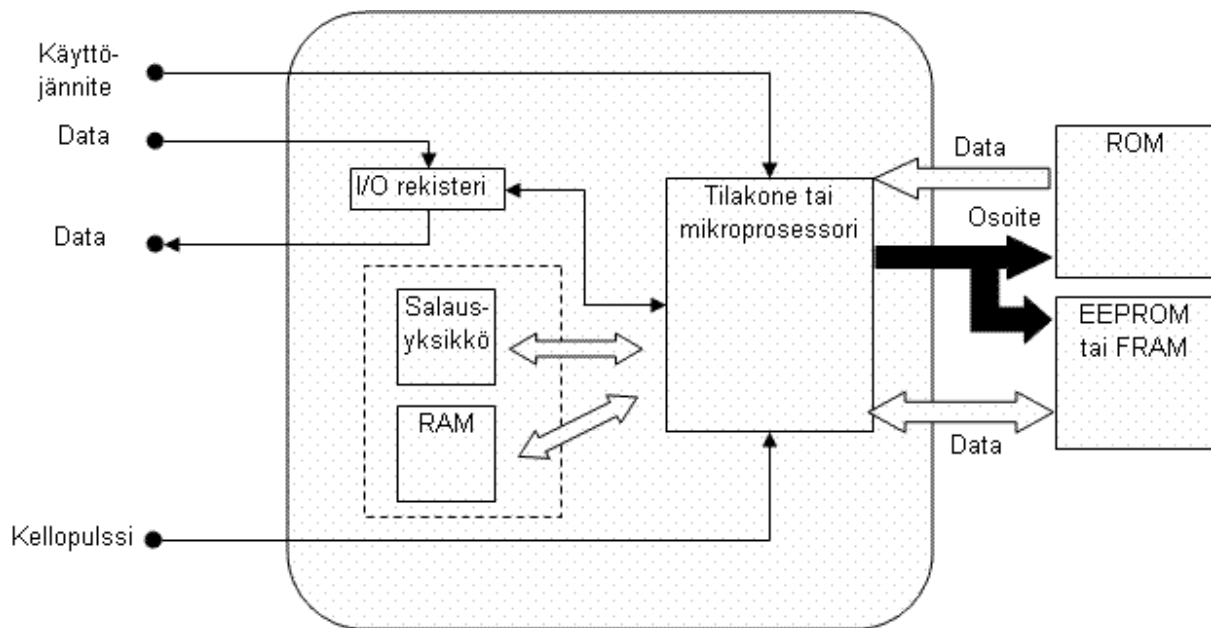 Käyttö-
jännite
Data
Data
Kellopulssi
I/O rekisteri
Salaus-
yksikkö
RAM
Tilakone tai
mikroprosessori
Data
Osoite
Data
ROM
EEPROM
tai FRAM